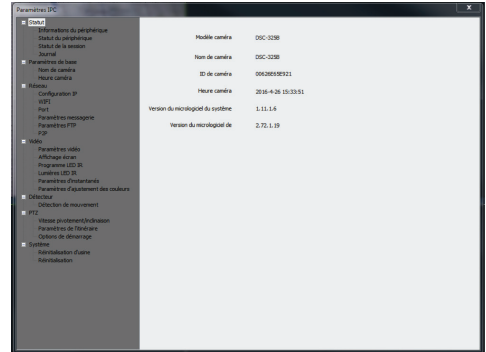 Paramètres IPC
X
Statut
Informations du périphérique
Statut du périphérique
Statut de la session
Journal
Paramètres de base
Nom de caméra
Heure caméra
Réseau
Configuration IP
WIFI
Port
Paramètres messagerie
Paramètres FTP
P2P
Vidéo
Paramètres vidéo
Affichage écran
Programme LED IR
Lumières LED IR
Paramètres d'instantanés
Paramètres d'ajustement des couleurs
Détecteur
Détection de mouvement
PTZ
Vitesse pivotement/inclinaison
Paramètres de l'itinéraire
Options de démarrage
Système
Réinitialisation d'usine
Réinitialisation
Modèle caméra DSC-325B
Nom de caméra DSC-325B
ID de caméra 00626E65E921
Heure caméra 2016-4-26 15:33:51
Version du micrologiciel du système 1.11.1.6
Version du micrologiciel de 2.72.1.19